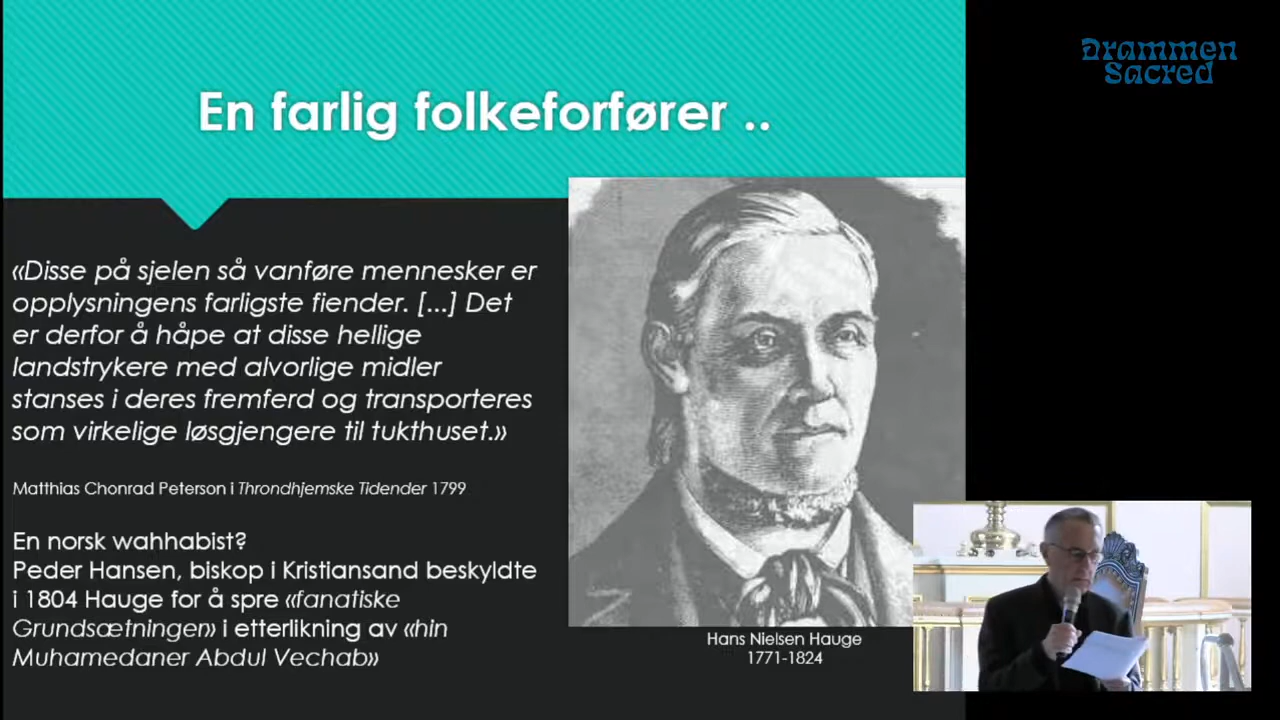 En farlig folkeforfører ..
Drammen
Sacred
«Disse på sjelen så vanføre mennesker er
opplysningens farligste fiender. [...] Det
er derfor å håpe at disse hellige
landstrykere med alvorlige midler
stanses i deres fremferd og transporteres
som virkelige løsgjengere til tukthuset.»
Matthias Chonrad Peterson i Throndhjemske Tidender 1799
En norsk wahhabist?
Peder Hansen, biskop i Kristiansand beskyldte
i 1804 Hauge for å spre «fanatiske
Grundsætningen» i etterlikning av «hin
Muhamedaner Abdul Vechab»
Hans Nielsen Hauge
1771-1824